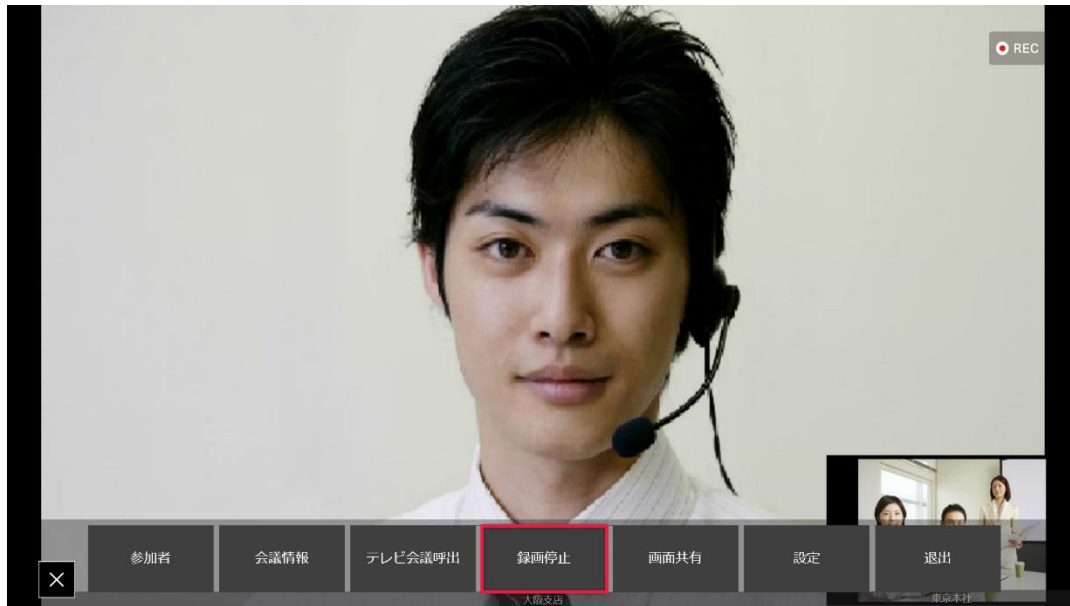 REC
参加者
会議情報
テレビ会議呼出
録画停止
画面共有
設定
退出
大阪支店
東京本社